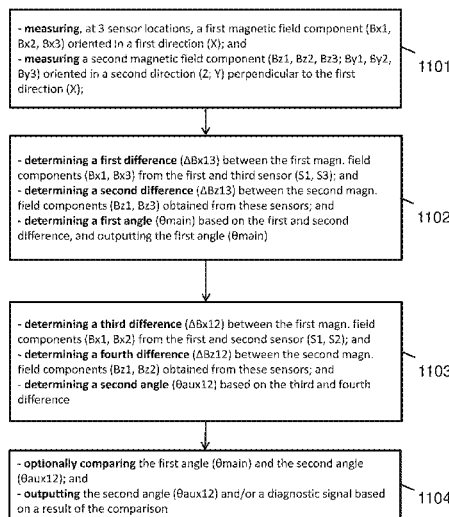 - measuring, at 3 sensor locations, a first magnetic field component (Bx1,
Bx2, Bx3) oriented in a first direction (X); and
- measuring a second magnetic field component (Bz1, Bz2, Bz3; By1, By2,
By3) oriented in a second direction (Z; Y) perpendicular to the first
direction (X);
1101
- determining a first difference (ΔBx13) between the first magn. field
components (Bx1, Bx3) from the first and third sensor (S1, S3); and
- determining a second difference (ΔBz13) between the second magn.
field components (Bz1, Bz3) obtained from these sensors; and
- determining a first angle (θmain) based on the first and second
difference, and outputting the first angle (θmain)
1102
- determining a third difference (ΔBx12) between the first magn. field
components (Bx1, Bx2) from the first and second sensor (S1, S2); and
- determining a fourth difference (ΔBz12) between the second magn.
field components (Bz1, Bz2) obtained from these sensors; and
- determining a second angle (θaux12) based on the third and fourth
difference
1103
- optionally comparing the first angle (θmain) and the second angle
(θaux12); and
- outputting the second angle (θaux12) and/or a diagnostic signal based
on a result of the comparison
1104